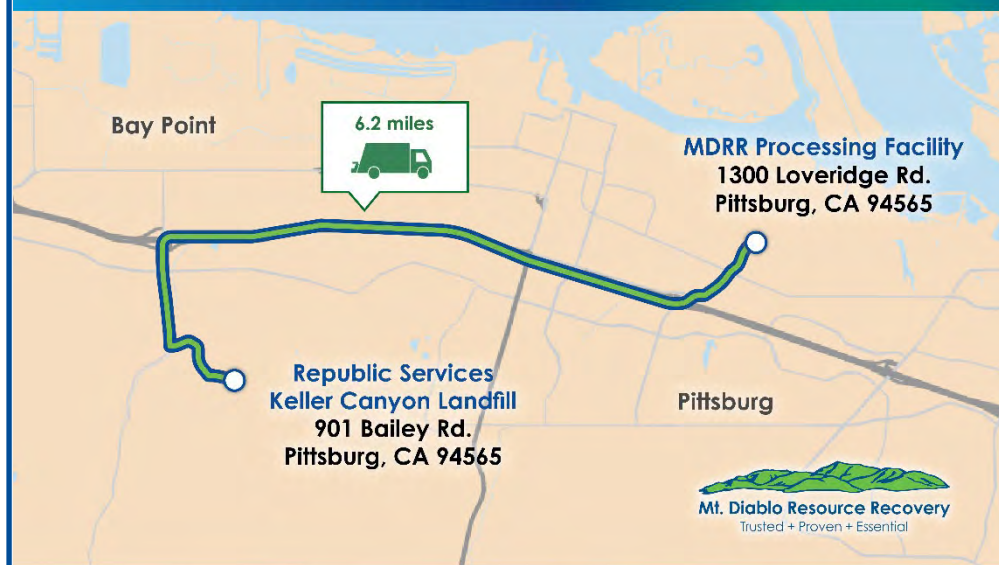 Bay Point
6.2 miles
MDRR Processing Facility
1300 Loveridge Rd.
Pittsburg, CA 94565
Republic Services
Keller Canyon Landfill
901 Bailey Rd.
Pittsburg, CA 94565
Pittsburg
Mt. Diablo Resource Recovery
Trusted + Proven + Essential